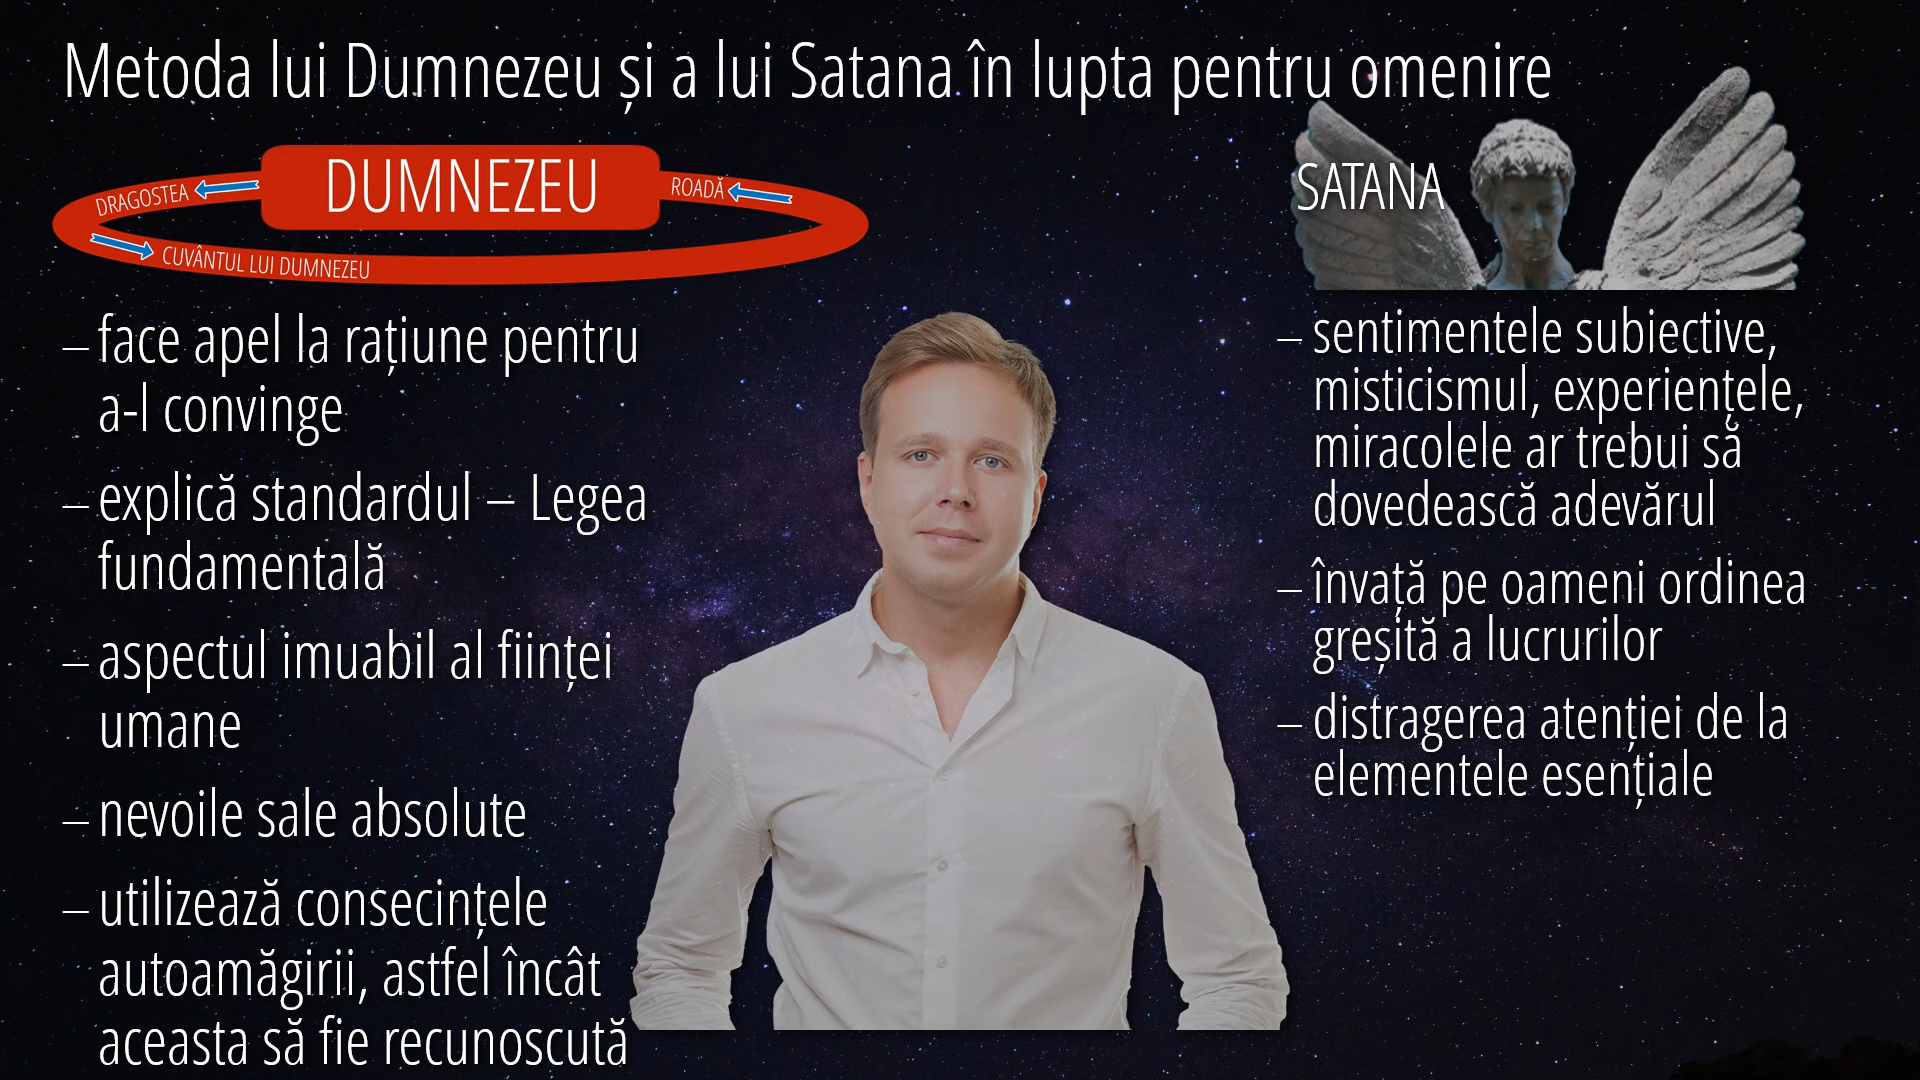 Metoda lui Dumnezeu și a lui Satana în lupta pentru omenire
DUMNEZEU
DRAGOSTEA
ROADĂ
CUVÂNTUL LUI DUMNEZEU
– face apel la rațiune pentru
a-l convinge
– explică standardul – Legea
fundamentală
– aspectul imuabil al ființei
umane
– nevoile sale absolute
– utilizează consecințele
autoamăgirii, astfel încât
aceasta să fie recunoscută
SATANA
– sentimentele subiective,
misticismul, experiențele,
miracolele ar trebui să
dovedească adevărul
– învață pe oameni ordinea
greșită a lucrurilor
– distragerea atenției de la
elementele esențiale